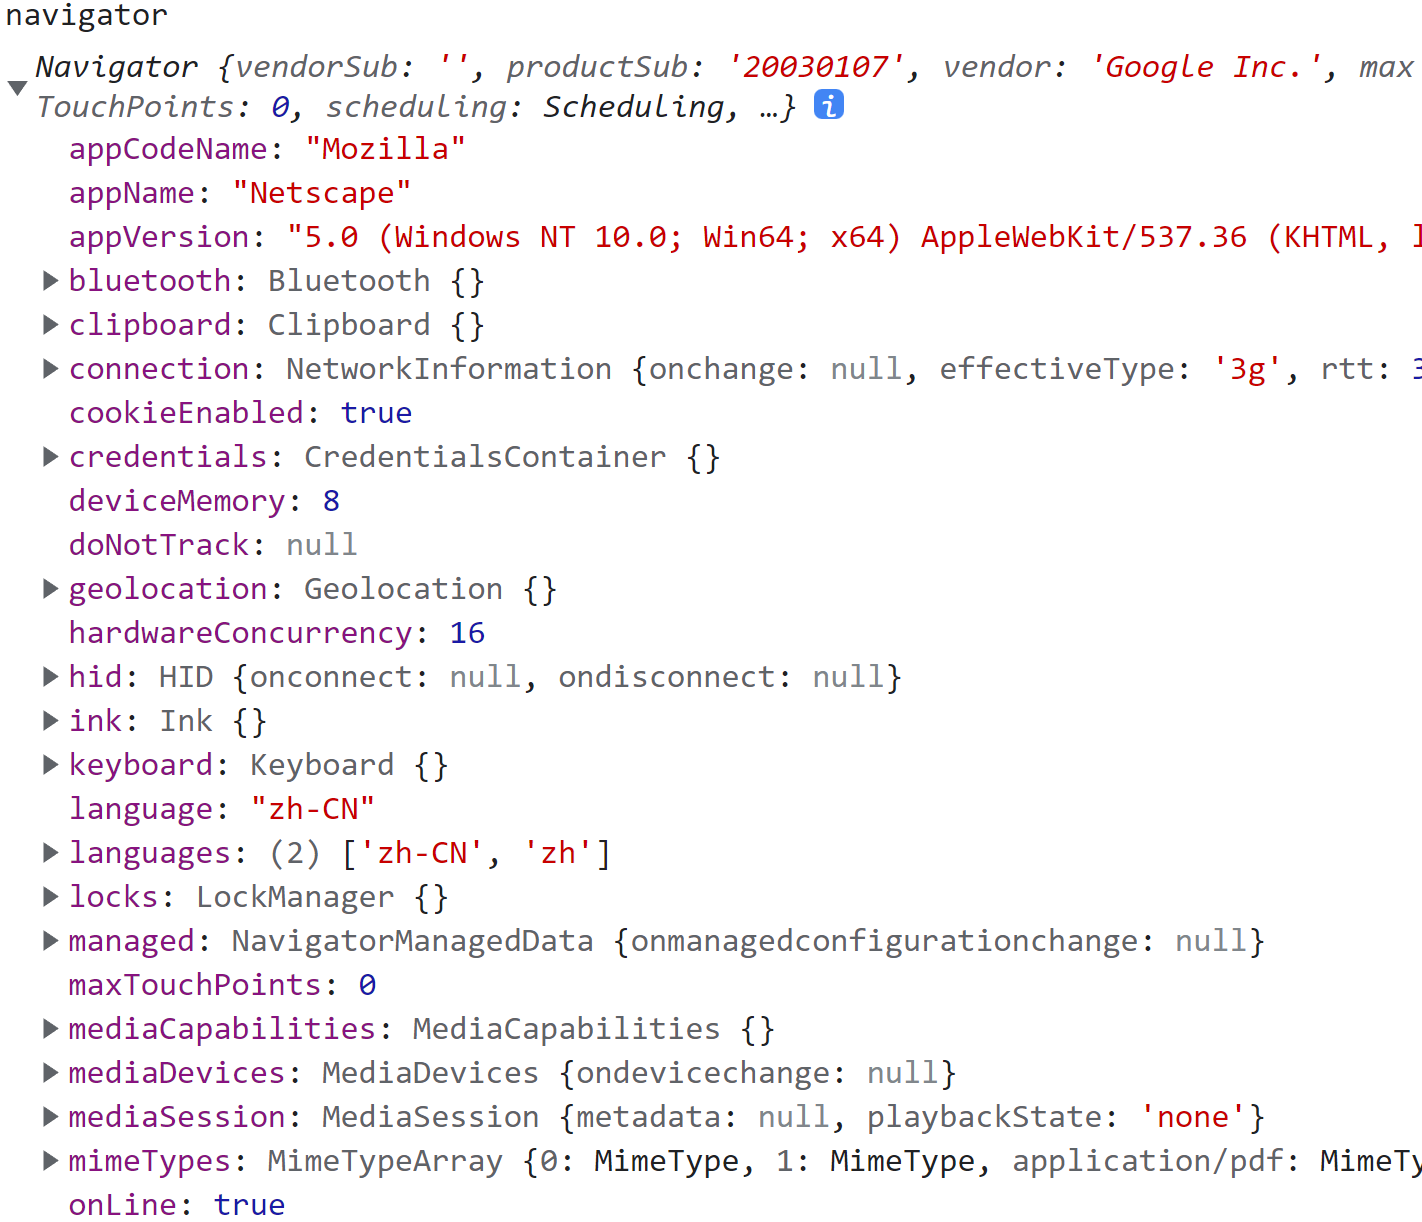 navigator
Navigator {vendorSub: '', productSub: '20030107', vendor: 'Google Inc.', max
TouchPoints: 0, scheduling: Scheduling, …} i
appCodeName: "Mozilla"
appName: "Netscape"
appVersion: "5.0 (Windows NT 10.0; Win64; x64) AppleWebKit/537.36 (KHTML,
bluetooth: Bluetooth {}
clipboard: Clipboard {}
connection: NetworkInformation {onchange: null, effectiveType: '3g', rtt: 3
cookieEnabled: true
credentials: CredentialsContainer {}
deviceMemory: 8
doNotTrack: null
geolocation: Geolocation {}
hardwareConcurrency: 16
hid: HID {onconnect: null, ondisconnect: null}
ink: Ink {}
keyboard: Keyboard {}
language: "zh-CN"
languages: (2) ['zh-CN', 'zh']
locks: LockManager {}
managed: NavigatorManagedData {onmanagedconfigurationchange: null}
maxTouchPoints: 0
mediaCapabilities: MediaCapabilities {}
mediaDevices: MediaDevices {ondevicechange: null}
mediaSession: MediaSession {metadata: null, playbackState: 'none'}
mimeTypes: MimeTypeArray {0: MimeType, 1: MimeType, application/pdf: MimeTy
onLine: true